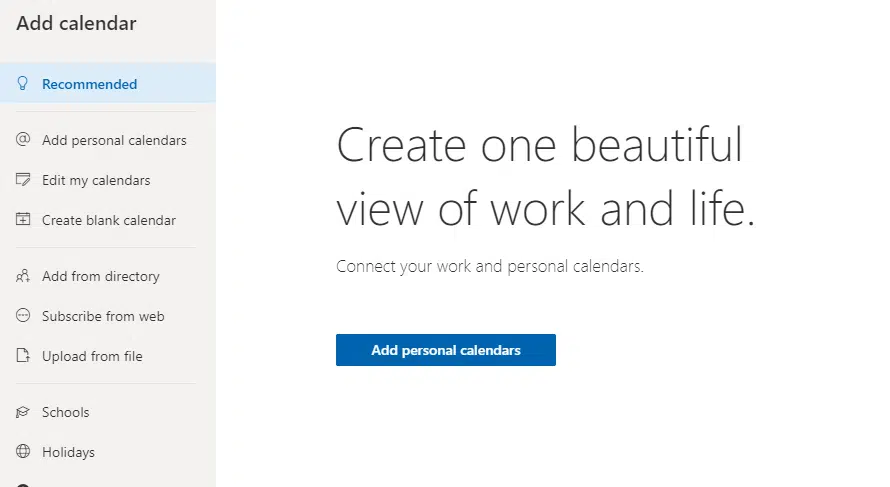 Add calendar
Recommended
Add personal calendars
Edit my calendars
Create blank calendar
Add from directory
Subscribe from web
Upload from file
Schools
Holidays
Create one beautiful
view of work and life.
Connect your work and personal calendars.
Add personal calendars